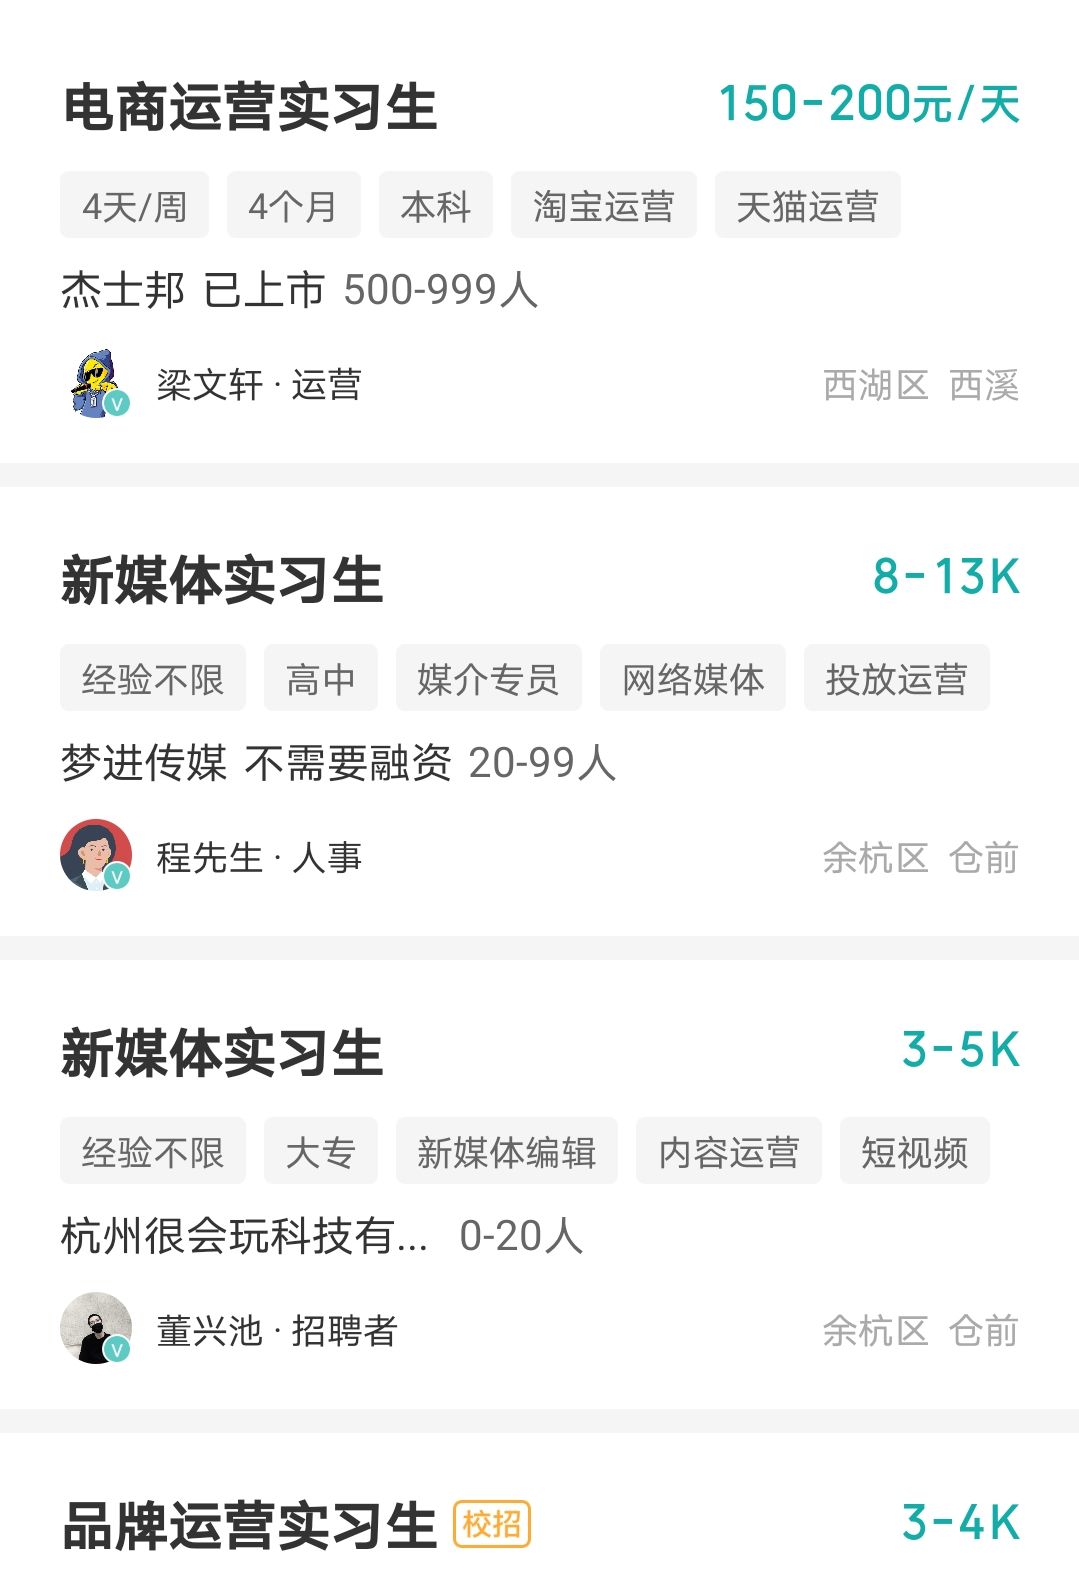 电商运营实习生 150-200元/天
4天/周 4个月 本科 淘宝运营 天猫运营
杰士邦 已上市 500-999人
梁文轩 · 运营 西湖区 西溪
新媒体实习生 8-13K
经验不限 高中 媒介专员 网络媒体 投放运营
梦进传媒 不需要融资 20-99人
程先生 · 人事 余杭区 仓前
新媒体实习生 3-5K
经验不限 大专 新媒体编辑 内容运营 短视频
杭州很会玩科技有... 0-20人
董兴池 · 招聘者 余杭区 仓前
品牌运营实习生 校招 3-4K